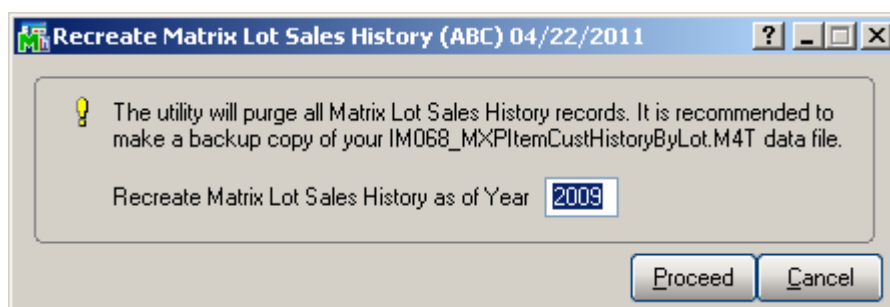 Recreate Matrix Lot Sales History (ABC) 04/22/2011
The utility will purge all Matrix Lot Sales History records. It is recommended to
make a backup copy of your IM068_MXPItemCustHistoryByLot.M4T data file.
Recreate Matrix Lot Sales History as of Year 2009
Proceed Cancel